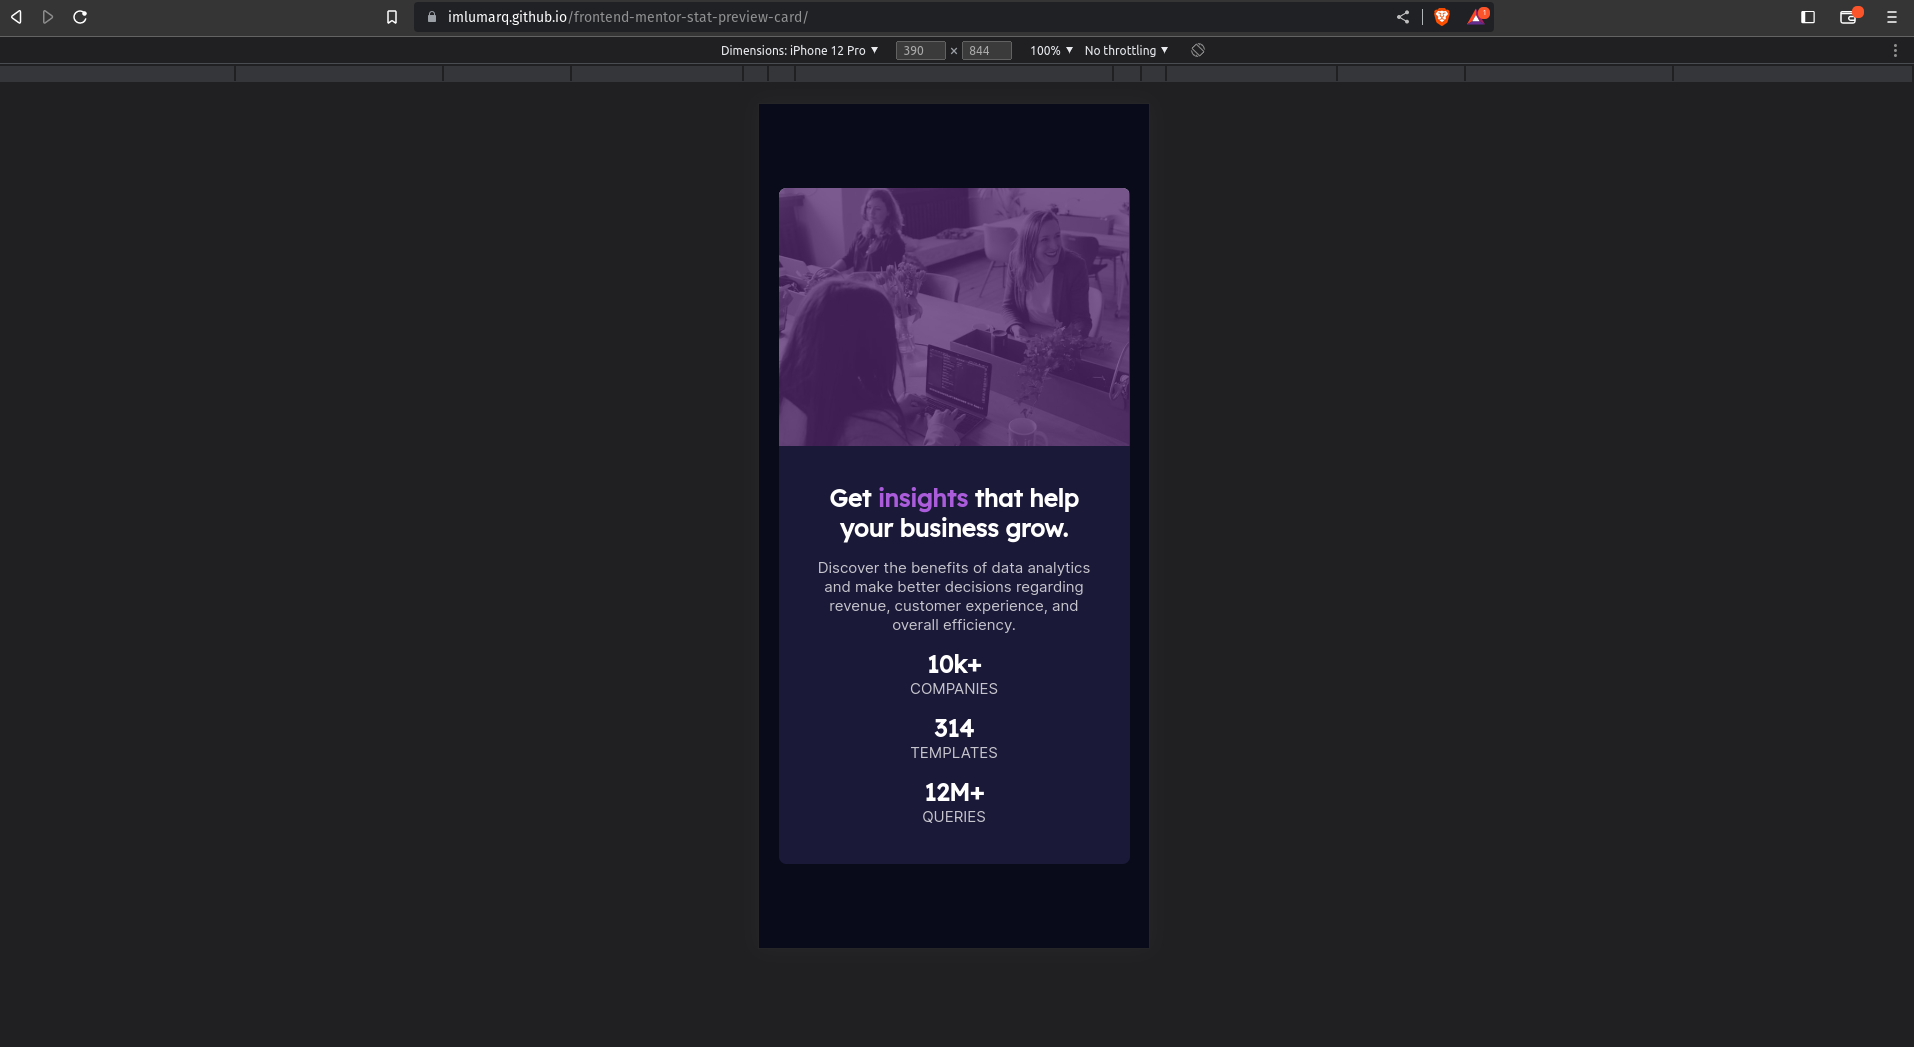 imlumarq.github.io/frontend-mentor-stat-preview-card/
1
Dimensions: iPhone 12 Pro ▼ 390 × 844 100% ▼ No throttling ▼
Get insights that help
your business grow.
Discover the benefits of data analytics
and make better decisions regarding
revenue, customer experience, and
overall efficiency.
10k+
COMPANIES
314
TEMPLATES
12M+
QUERIES